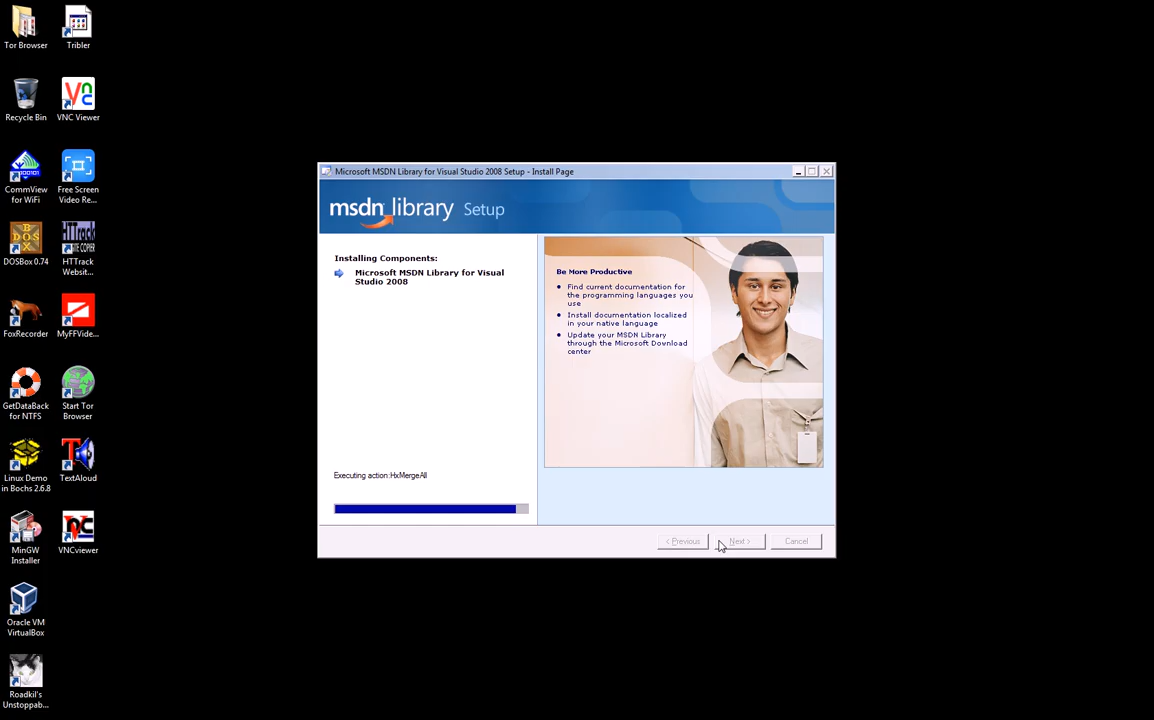 Tor Browser
Tribler
Recycle Bin
VNC Viewer
CommView
for WiFi
Free Screen
Video Re...
DOSBox 0.74
HTTrack
Websit...
FoxRecorder
MyFFVide...
GetDataBack
for NTFS
Start Tor
Browser
Linux Demo
in Bochs 2.6.8
TextAloud
MinGW
Installer
VNCviewer
Oracle VM
VirtualBox
Roadkil's
Unstoppab...
Microsoft MSDN Library for Visual Studio 2008 Setup - Install Page
msdn library Setup
Installing Components:
Microsoft MSDN Library for Visual
Studio 2008
Executing action:HxMergeAll
Be More Productive
• Find current documentation for
the programming languages you
use
• Install documentation localized
in your native language
• Update your MSDN Library
through the Microsoft Download
center
< Previous
Next >
Cancel